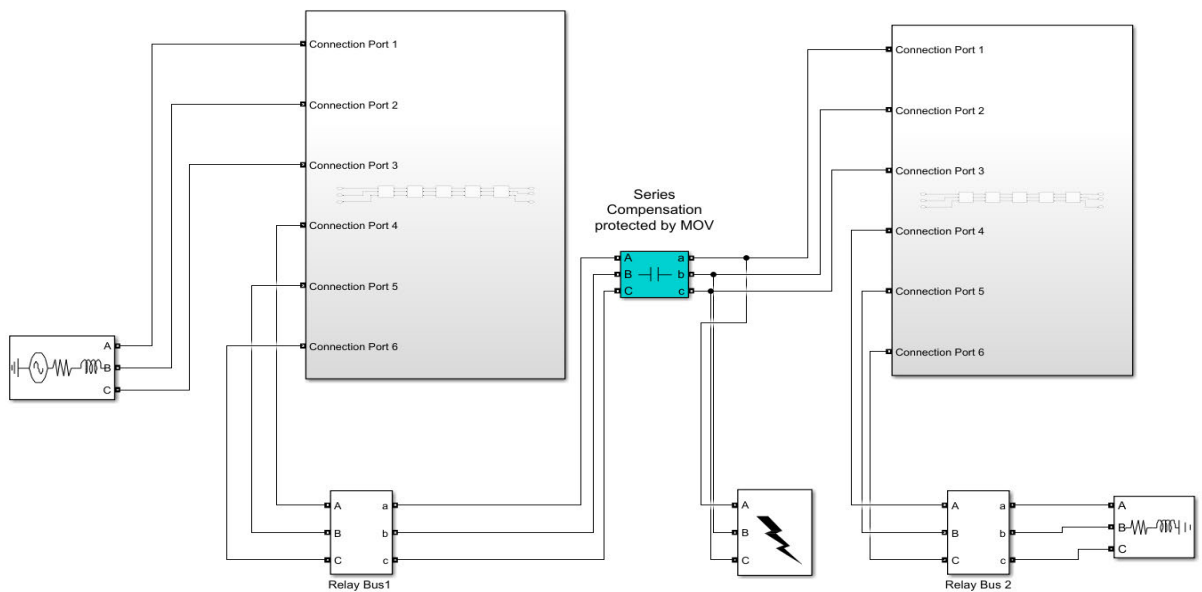 Connection Port 1
Connection Port 2
Connection Port 3
Connection Port 4
Connection Port 5
Connection Port 6
A
B
C
A
B
C
a
b
c
Relay Bus1
Series
Compensation
protected by MOV
A
B
C
a
b
c
A
B
C
Connection Port 1
Connection Port 2
Connection Port 3
Connection Port 4
Connection Port 5
Connection Port 6
A
B
C
a
b
c
Relay Bus 2
A
B
C